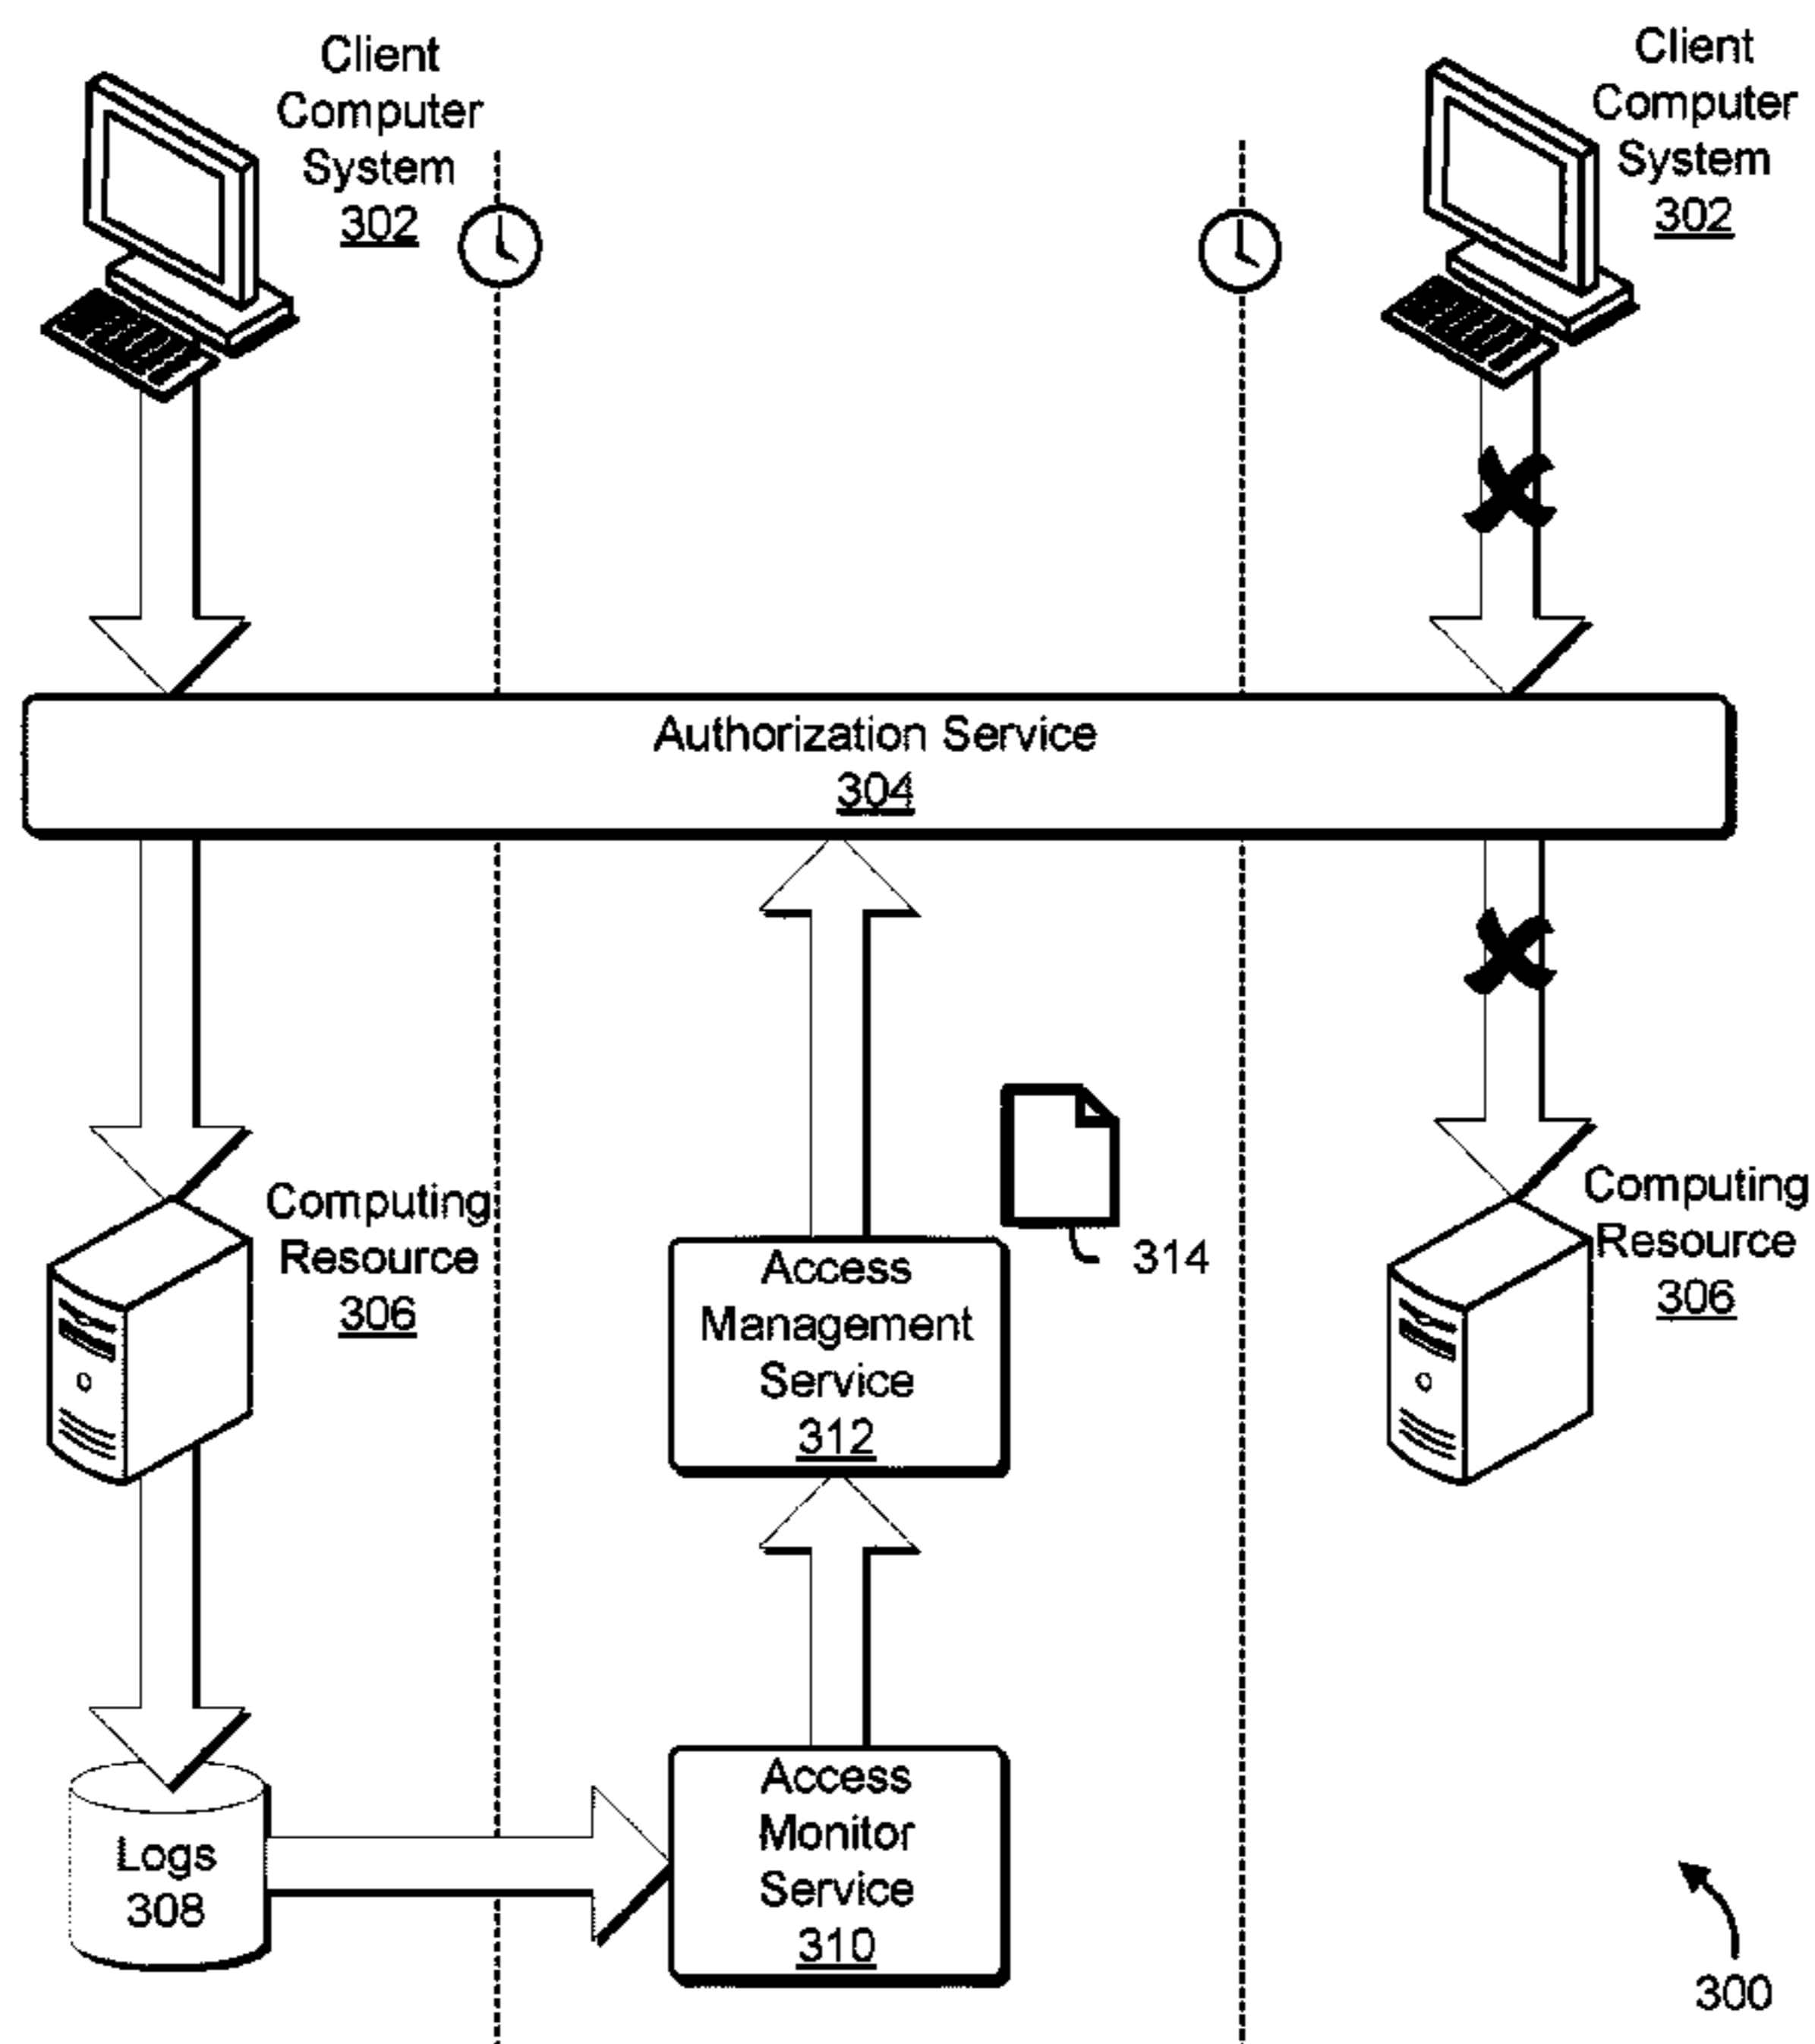 Client
Computer
System
302
Client
Computer
System
302
Authorization Service
304
Computing
Resource
306
314
Computing
Resource
306
Access
Management
Service
312
Logs
308
Access
Monitor
Service
310
300